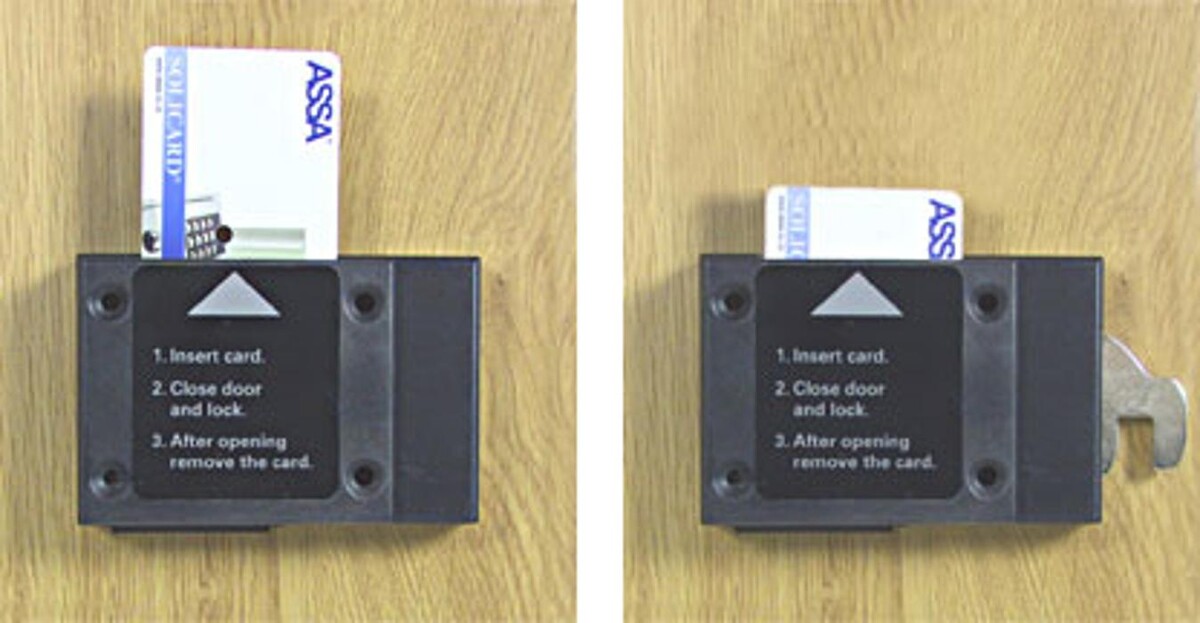 ASSA
SOLICARD
1. Insert card.
2. Close door
and lock.
3. After opening
remove the card.
ASS
SOLIC
1. Insert card.
2. Close door
and lock.
3. After opening
remove the card.